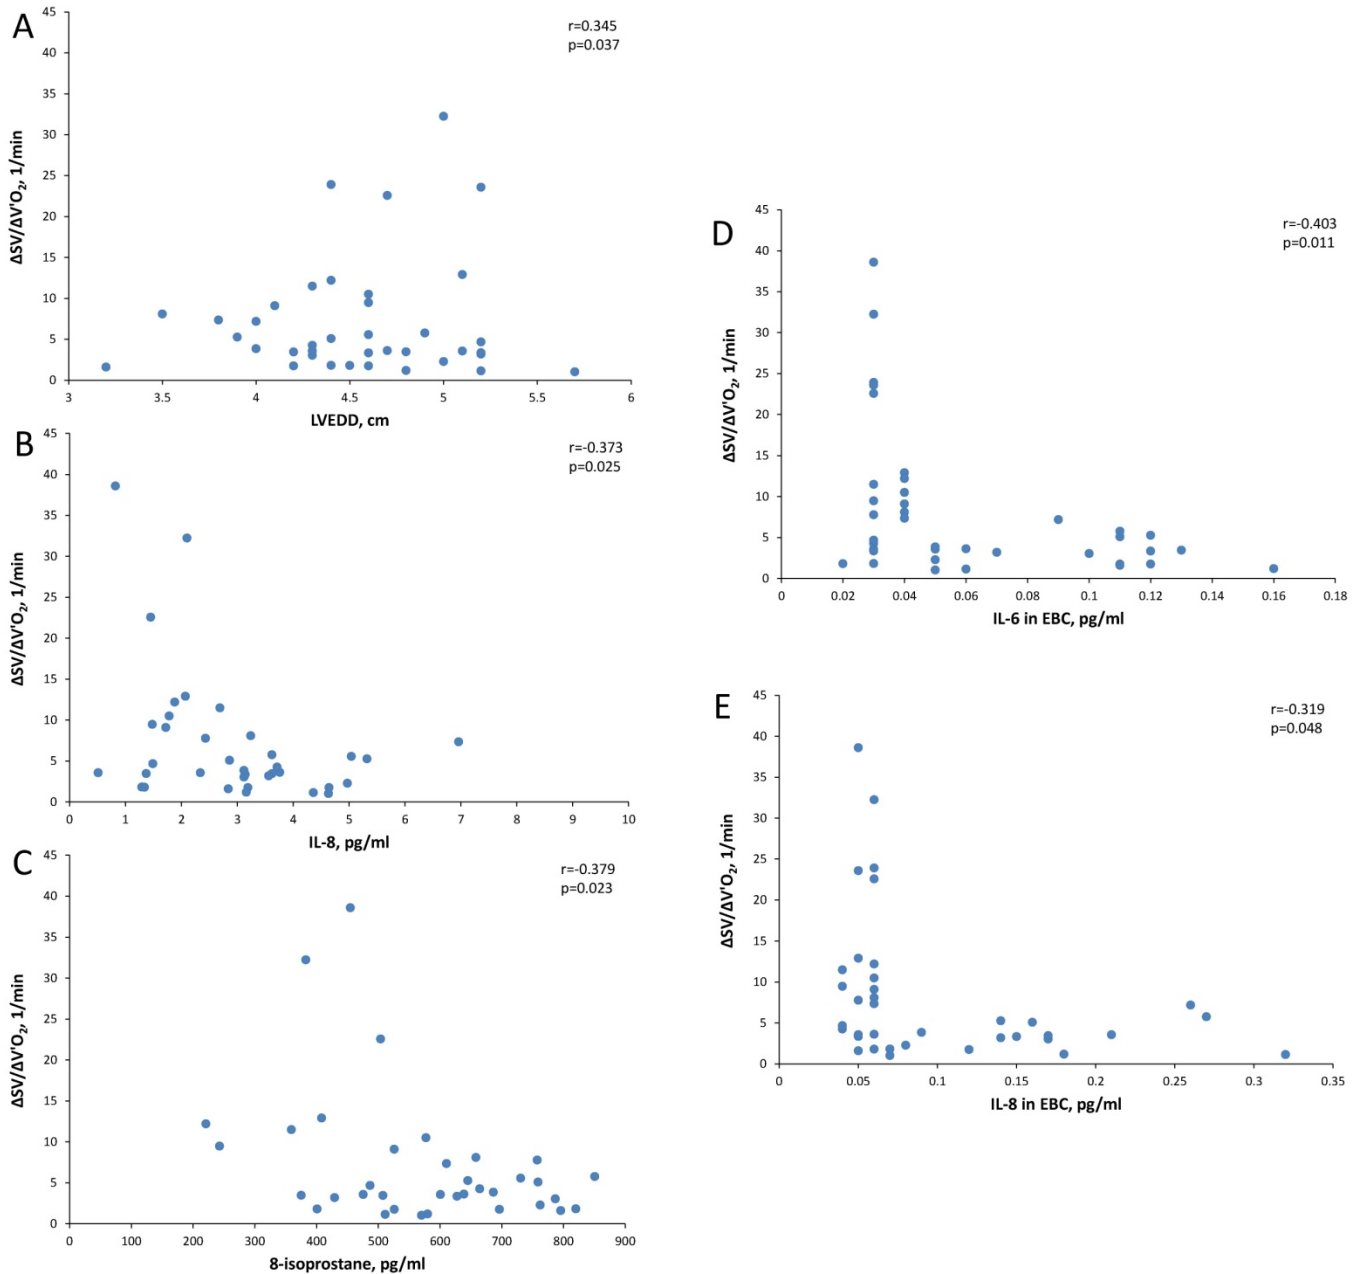 A
r=0.345
p=0.037
ΔSV/ΔV'O₂, 1/min
45
40
35
30
25
20
15
10
5
0
3 3.5 4 4.5 5 5.5 6
LVEDD, cm
B
r=-0.373
p=0.025
ΔSV/ΔV'O₂, 1/min
45
40
35
30
25
20
15
10
5
0
0 1 2 3 4 5 6 7 8 9 10
IL-8, pg/ml
C
r=-0.379
p=0.023
ΔSV/ΔV'O₂, 1/min
45
40
35
30
25
20
15
10
5
0
0 100 200 300 400 500 600 700 800 900
8-isoprostane, pg/ml
D
r=-0.403
p=0.011
ΔSV/ΔV'O₂, 1/min
45
40
35
30
25
20
15
10
5
0
0 0.02 0.04 0.06 0.08 0.1 0.12 0.14 0.16 0.18
IL-6 in EBC, pg/ml
E
r=-0.319
p=0.048
ΔSV/ΔV'O₂, 1/min
45
40
35
30
25
20
15
10
5
0
0 0.05 0.1 0.15 0.2 0.25 0.3 0.35
IL-8 in EBC, pg/ml